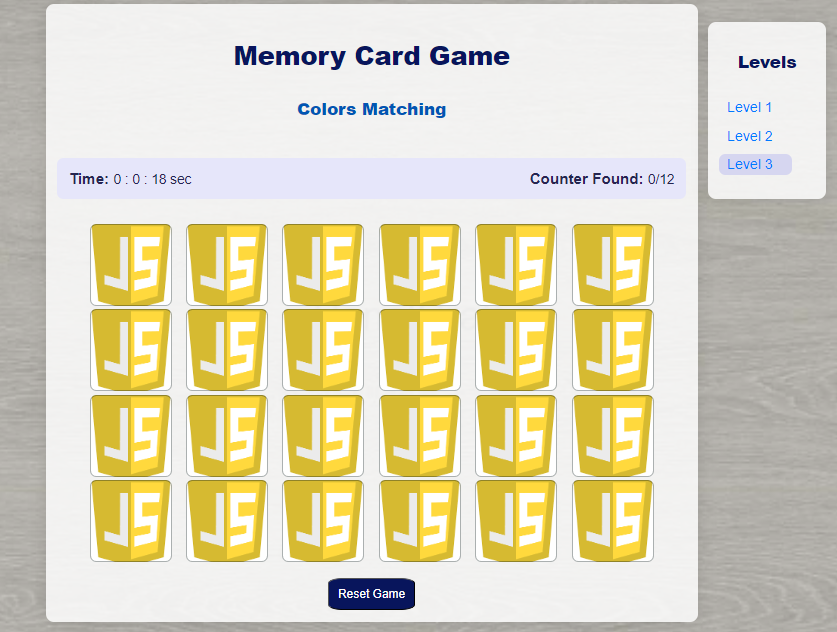 Memory Card Game
Colors Matching
Time: 0 : 0 : 18 sec
Counter Found: 0/12
JS JS JS JS JS JS
JS JS JS JS JS JS
JS JS JS JS JS JS
JS JS JS JS JS JS
Reset Game
Levels
Level 1
Level 2
Level 3